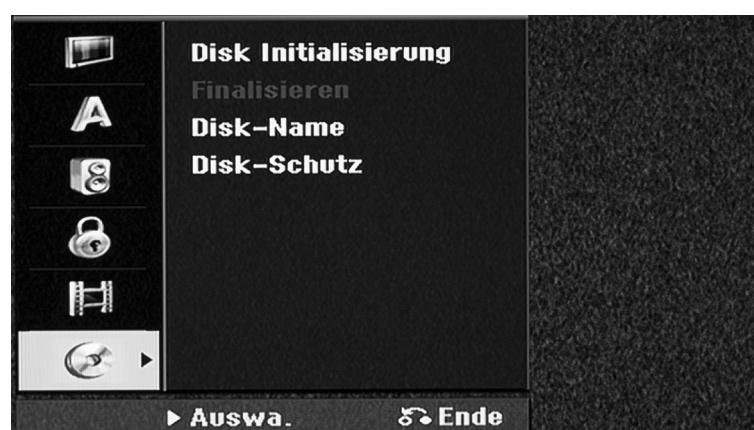 Disk Initialisierung
Finalisieren
Disk-Name
Disk-Schutz
Auswa. Ende